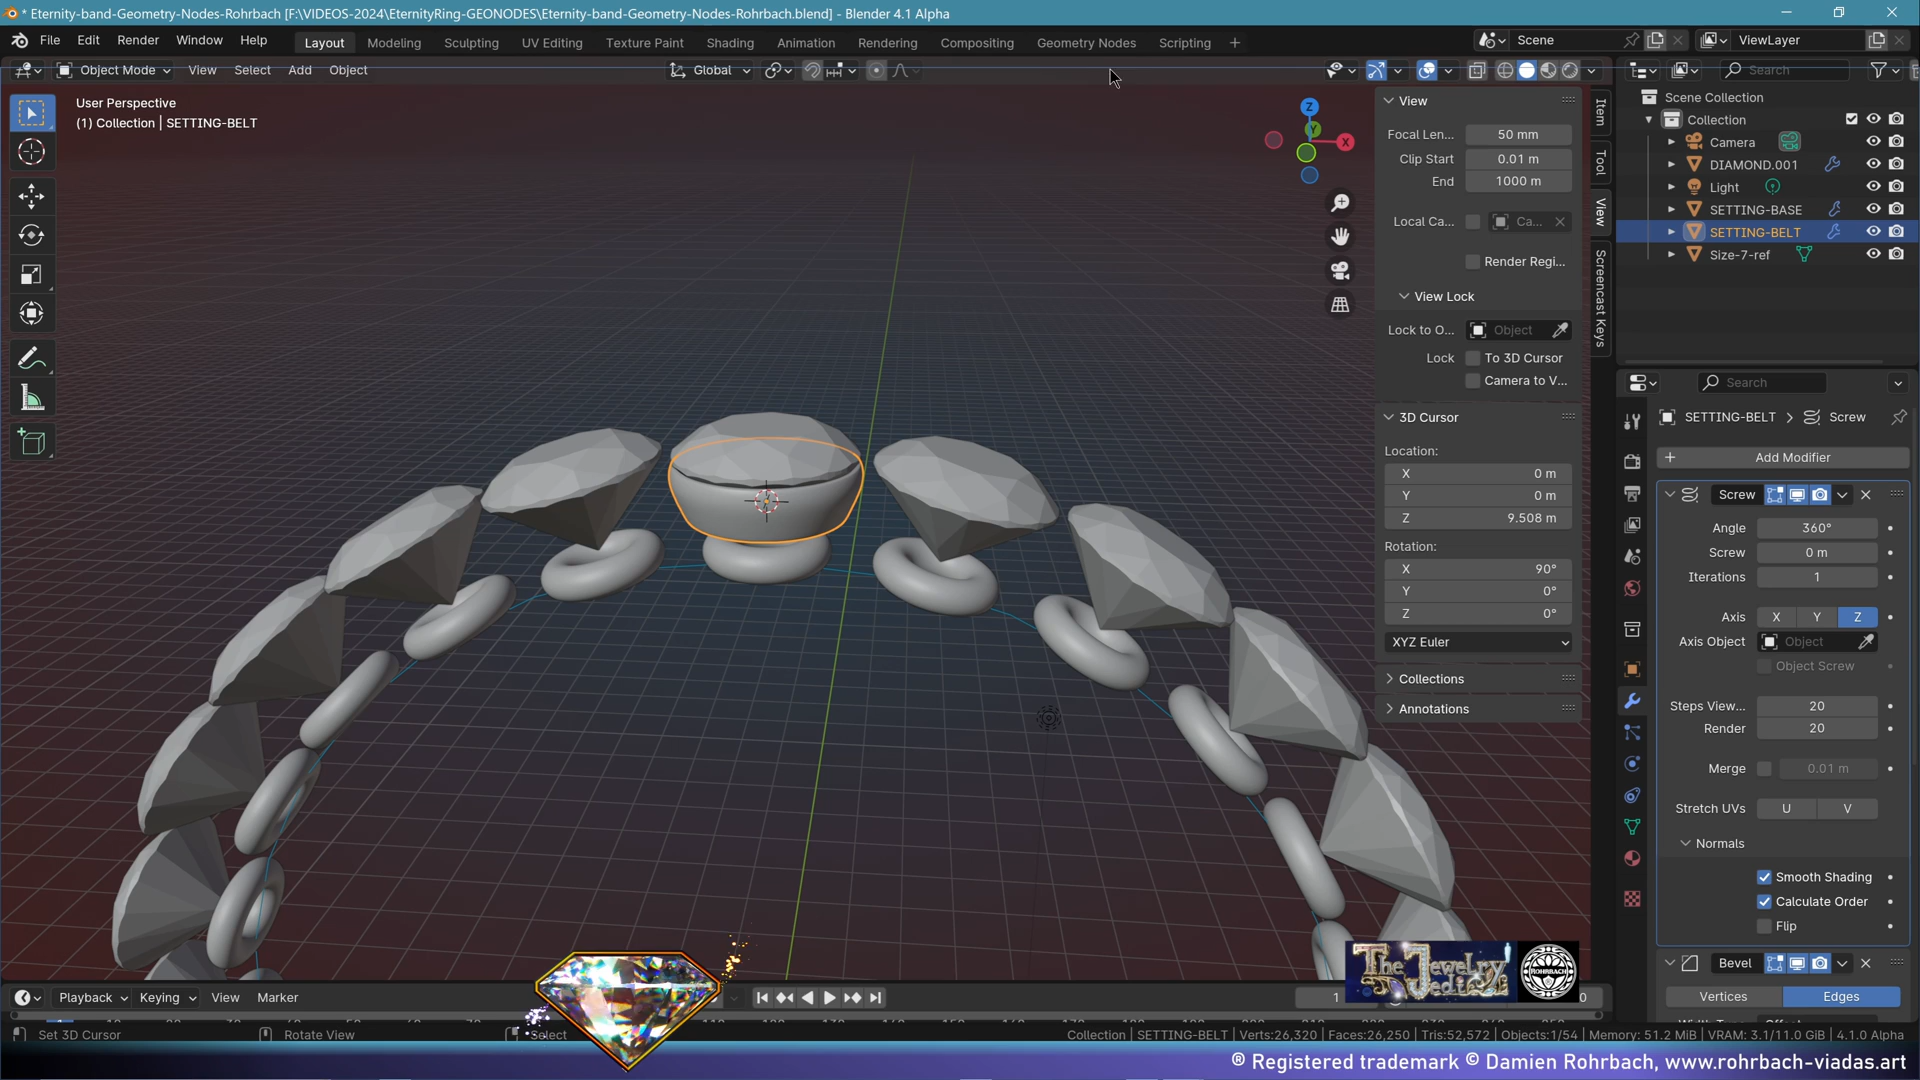 * Eternity-band-Geometry-Nodes-Rohrbach [F:\VIDEOS-2024\EternityRing-GEONODES\Eternity-band-Geometry-Nodes-Rohrbach.blend] - Blender 4.1 Alpha
File Edit Render Window Help
Layout Modeling Sculpting UV Editing Texture Paint Shading Animation Rendering Compositing Geometry Nodes Scripting +
Scene
ViewLayer
Object Mode View Select Add Object
Global
Search
User Perspective
(1) Collection | SETTING-BELT
Z
Y
X
View
Focal Len... 50 mm
Clip Start 0.01 m
End 1000 m
Local Ca... Ca...
Render Regi...
View Lock
Lock to O... Object
Lock To 3D Cursor
Camera to V...
3D Cursor
Location:
X 0 m
Y 0 m
Z 9.508 m
Rotation:
X 90°
Y 0°
Z 0°
XYZ Euler
Collections
Annotations
Item
Tool
View
Screencast Keys
Scene Collection
Collection
Camera
DIAMOND.001
Light
SETTING-BASE
SETTING-BELT
Size-7-ref
Search
SETTING-BELT > Screw
+ Add Modifier
Screw
Angle 360°
Screw 0 m
Iterations 1
Axis X Y Z
Axis Object Object
Object Screw
Steps View... 20
Render 20
Merge 0.01 m
Stretch UVs U V
Normals
Smooth Shading
Calculate Order
Flip
Bevel
Vertices Edges
Playback Keying View Marker
1
0
The Jewelry
ROHRBACH
Set 3D Cursor
Rotate View
Select
Collection | SETTING-BELT | Verts:26,320 | Faces:26,250 | Tris:52,572 | Objects:1/54 | Memory: 51.2 MiB | VRAM: 3.1/11.0 GiB | 4.1.0 Alpha
® Registered trademark © Damien Rohrbach, www.rohrbach-viadas.art